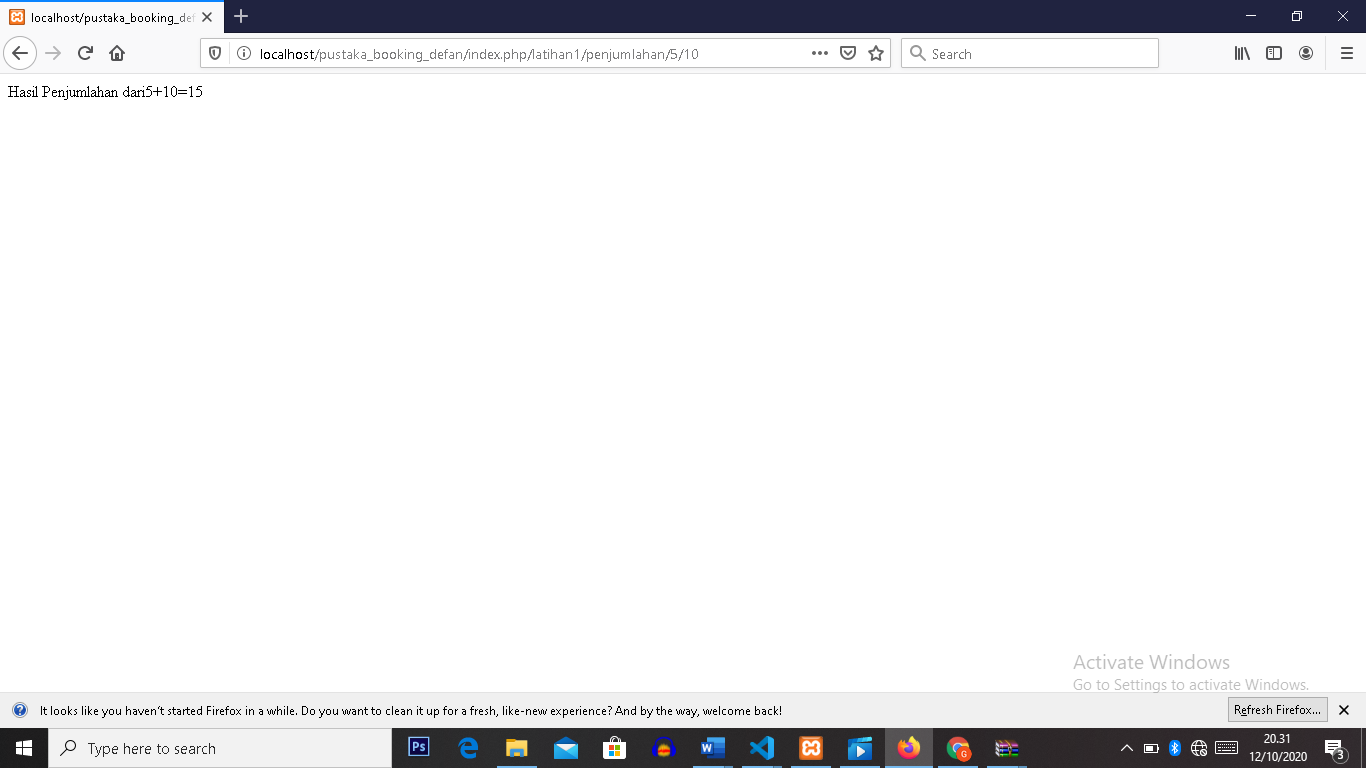 localhost/pustaka_booking_def
localhost/pustaka_booking_defan/index.php/latihan1/penjumlahan/5/10
Search
Hasil Penjumlahan dari5+10=15
Activate Windows
Go to Settings to activate Windows.
It looks like you haven't started Firefox in a while. Do you want to clean it up for a fresh, like-new experience? And by the way, welcome back!
Refresh Firefox...
Type here to search
Ps
W
G
20.31
12/10/2020
3